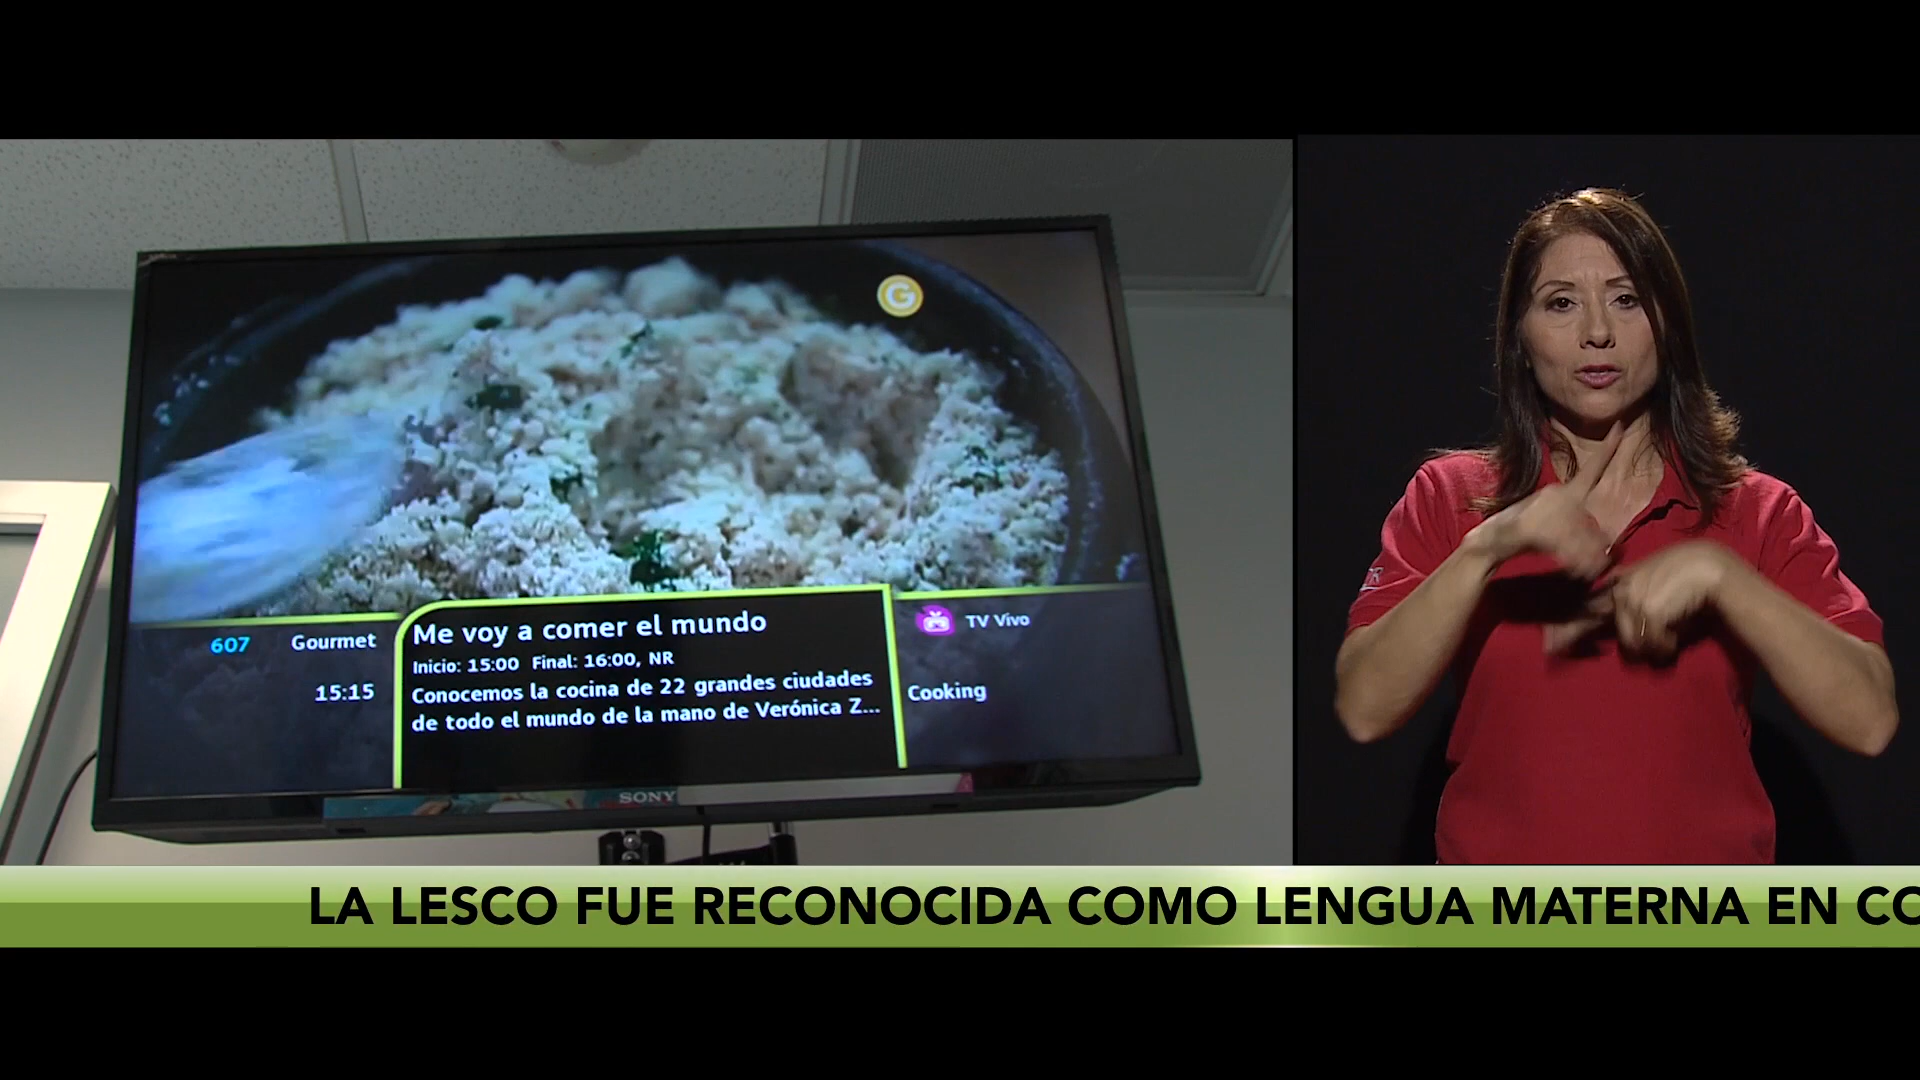 G
607 Gourmet
15:15
Me voy a comer el mundo
Inicio: 15:00 Final: 16:00, NR
Conocemos la cocina de 22 grandes ciudades
de todo el mundo de la mano de Verónica Z...
TV Vivo
Cooking
SONY
LA LESCO FUE RECONOCIDA COMO LENGUA MATERNA EN CO